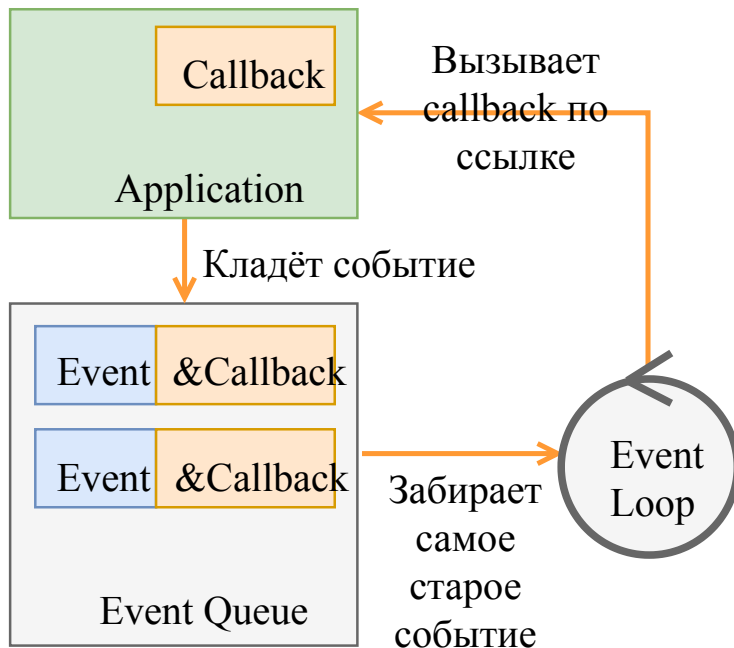 Callback
Application
Вызывает
callback по
ссылке
Кладёт событие
Event &Callback
Event &Callback
Event Queue
Забирает
самое
старое
событие
Event
Loop